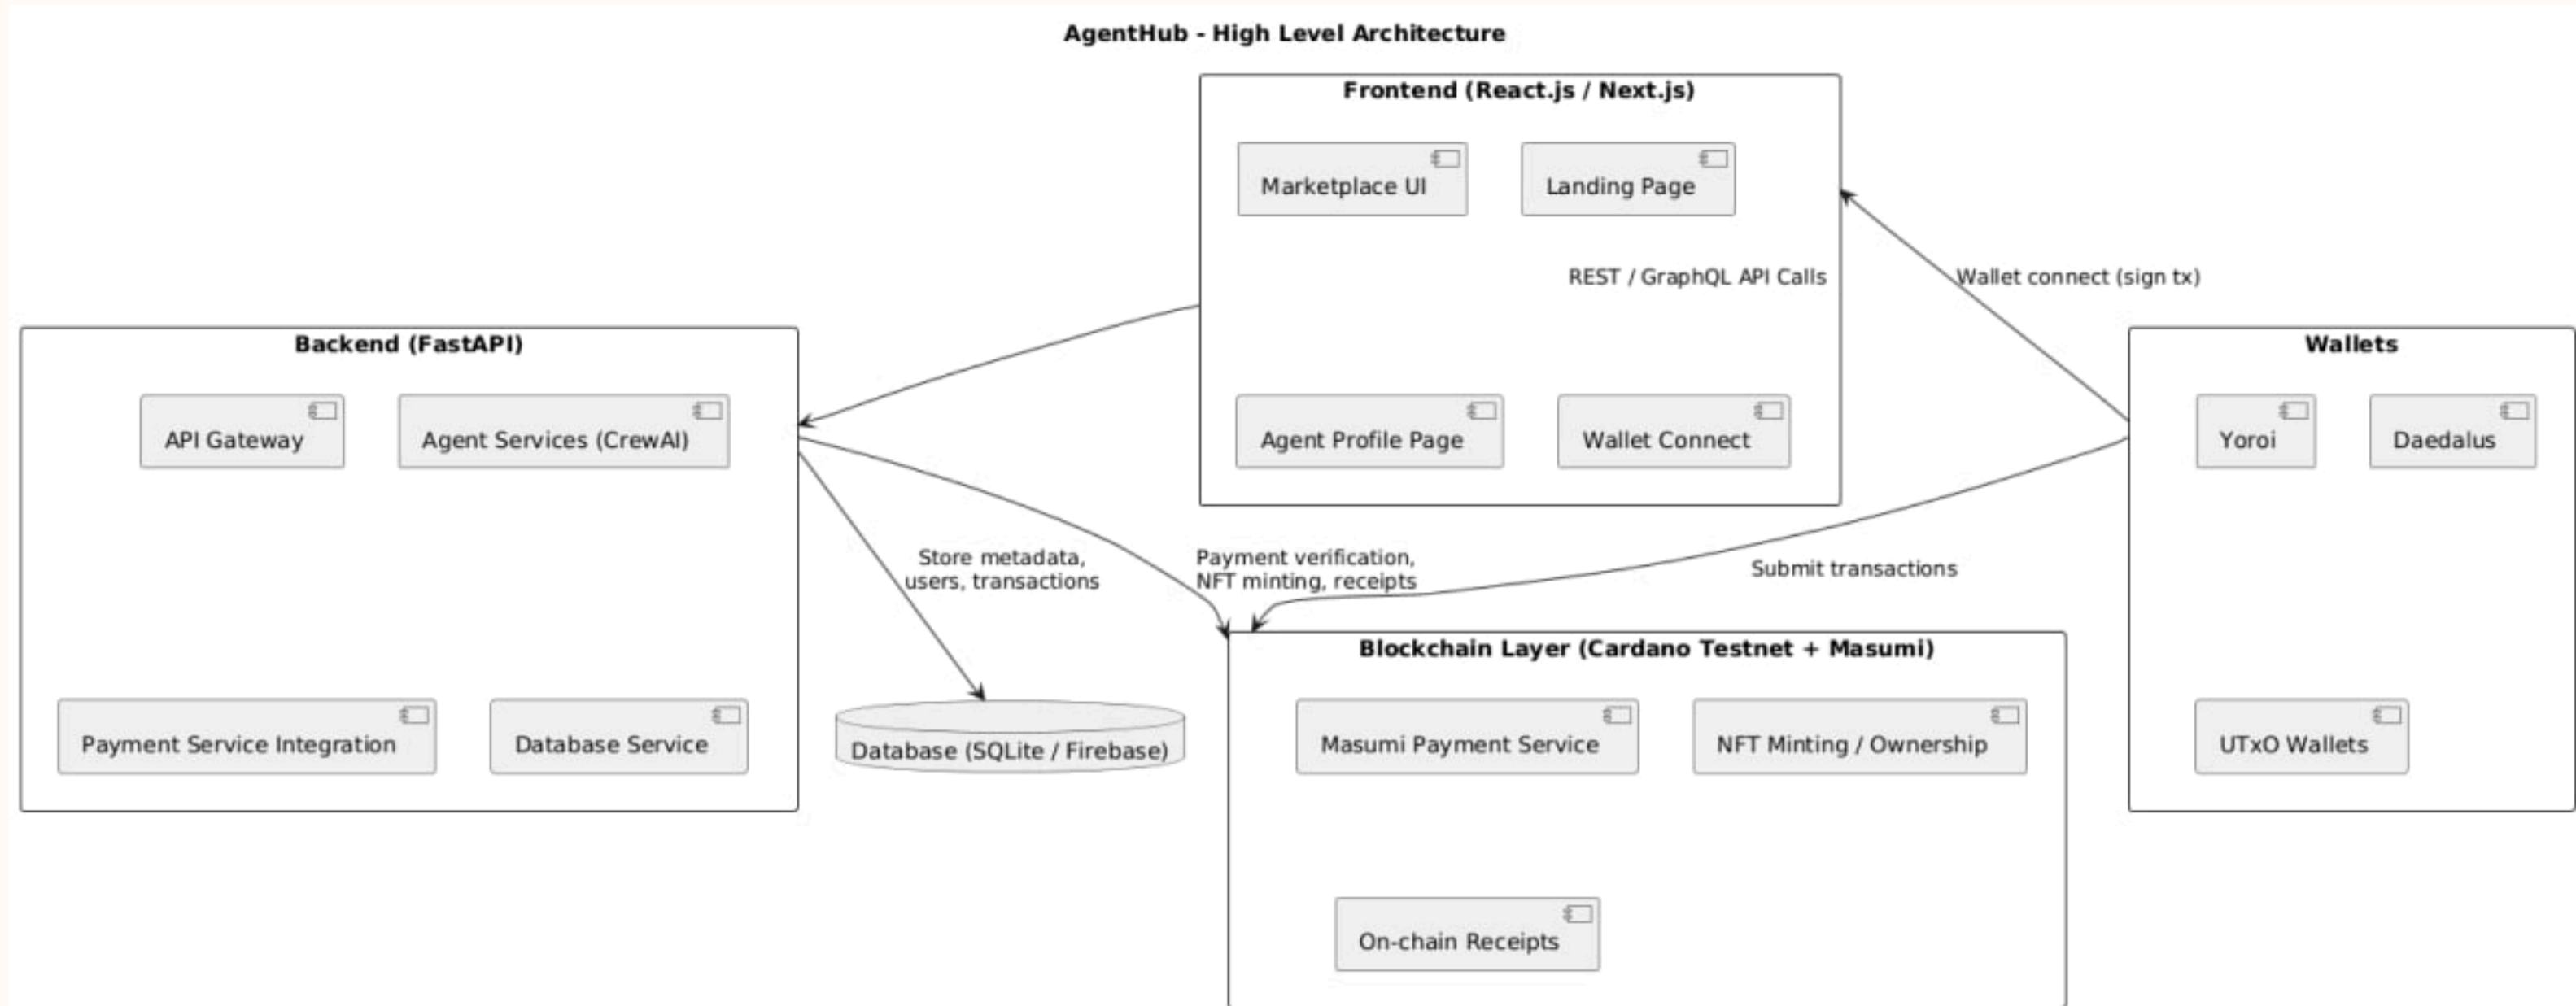 AgentHub - High Level Architecture
Frontend (React.js / Next.js)
Marketplace UI
Landing Page
REST / GraphQL API Calls
Wallet connect (sign tx)
Agent Profile Page
Wallet Connect
Backend (FastAPI)
API Gateway
Agent Services (CrewAI)
Payment Service Integration
Database Service
Wallets
Yoroi
Daedalus
UTxO Wallets
Store metadata,
users, transactions
Payment verification,
NFT minting, receipts
Submit transactions
Database (SQLite / Firebase)
Blockchain Layer (Cardano Testnet + Masumi)
Masumi Payment Service
NFT Minting / Ownership
On-chain Receipts